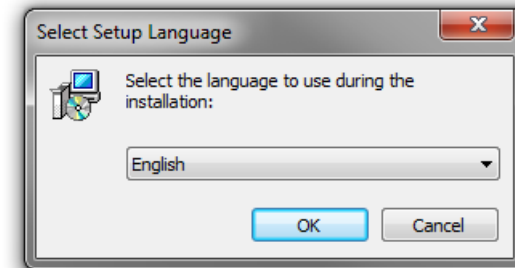 Select Setup Language
Select the language to use during the
installation:
English
OK
Cancel